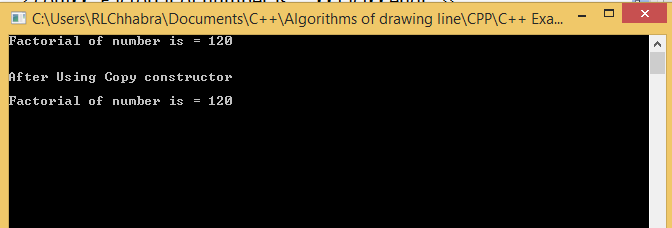 C:\Users\RLChhabra\Documents\C++\Algorithms of drawing line\CPP\C++ Exa...
Factorial of number is = 120
After Using Copy constructor
Factorial of number is = 120